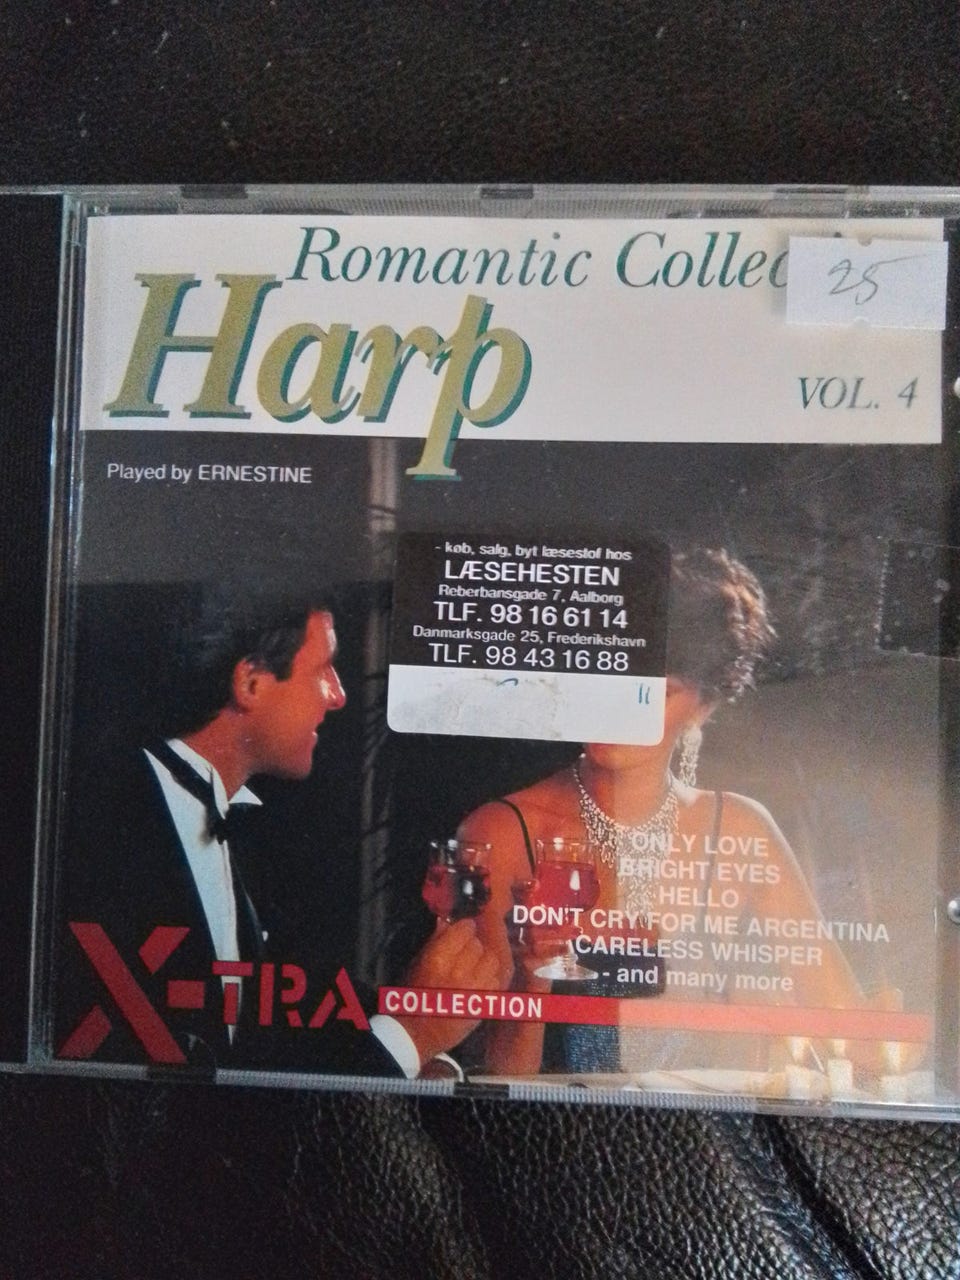 Romantic Collec
25
Harp
VOL. 4
Played by ERNESTINE
- køb, salg, byt læsestof hos
LÆSEHESTEN
Reberbansgade 7, Aalborg
TLF. 98 16 61 14
Danmarksgade 25, Frederikshavn
TLF. 98 43 16 88
ONLY LOVE
BRIGHT EYES
HELLO
DON'T CRY FOR ME ARGENTINA
CARELESS WHISPER
- and many more
X-TRA
COLLECTION